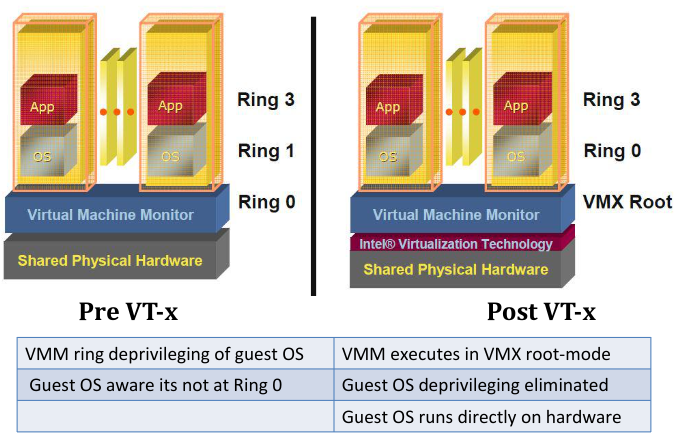 App
App
Ring 3
OS
OS
Ring 1
Ring 0
Virtual Machine Monitor
Shared Physical Hardware
Pre VT-x
App
App
Ring 3
OS
OS
Ring 0
VMX Root
Virtual Machine Monitor
Intel® Virtualization Technology
Shared Physical Hardware
Post VT-x
VMM ring deprivileging of guest OS
VMM executes in VMX root-mode
Guest OS aware its not at Ring 0
Guest OS deprivileging eliminated
Guest OS runs directly on hardware